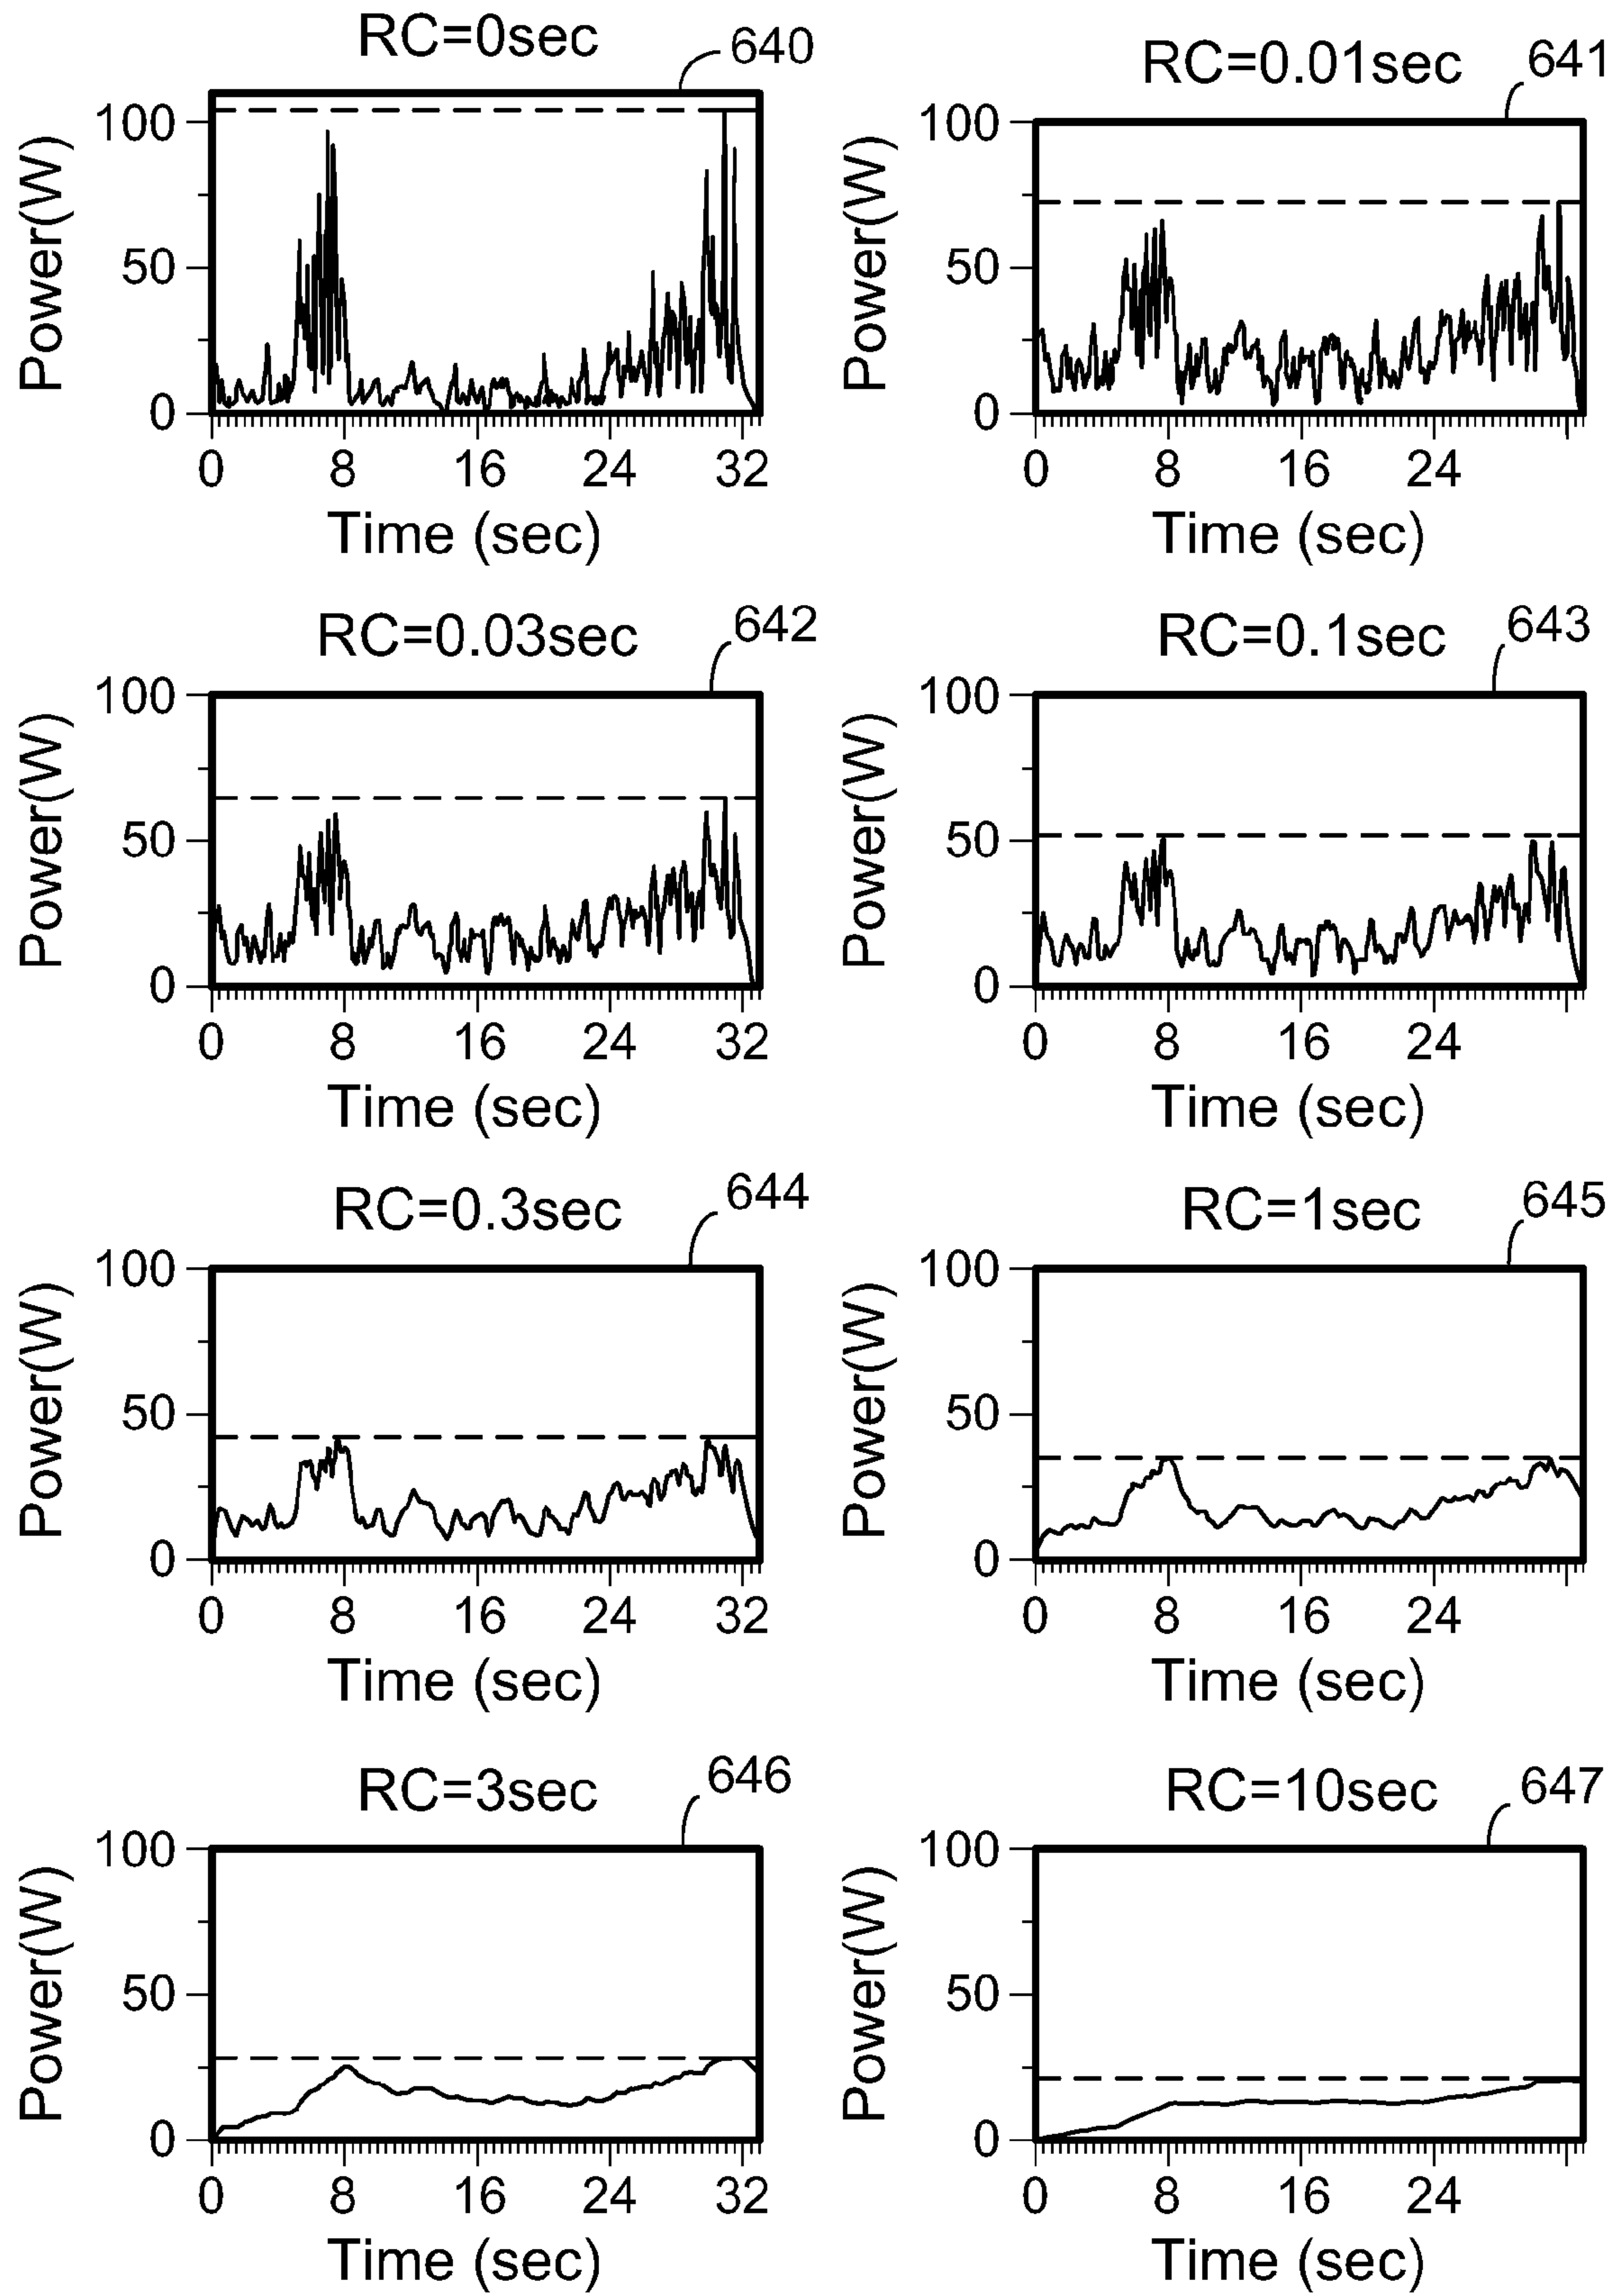 RC=0sec 640
Power(W)
100
50
0
0 8 16 24 32
Time (sec)
RC=0.01sec 641
Power(W)
100
50
0
0 8 16 24
Time (sec)
RC=0.03sec 642
Power(W)
100
50
0
0 8 16 24 32
Time (sec)
RC=0.1sec 643
Power(W)
100
50
0
0 8 16 24
Time (sec)
RC=0.3sec 644
Power(W)
100
50
0
0 8 16 24 32
Time (sec)
RC=1sec 645
Power(W)
100
50
0
0 8 16 24
Time (sec)
RC=3sec 646
Power(W)
100
50
0
0 8 16 24 32
Time (sec)
RC=10sec 647
Power(W)
100
50
0
0 8 16 24
Time (sec)